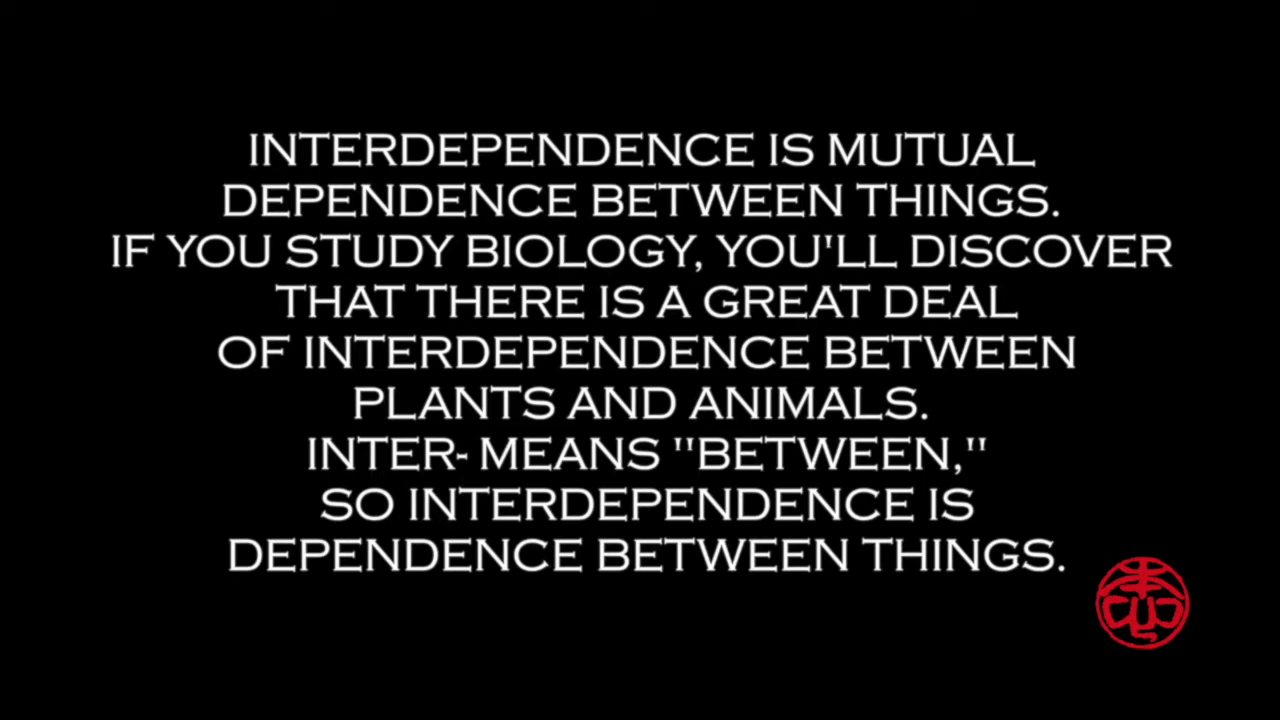 INTERDEPENDENCE IS MUTUAL
DEPENDENCE BETWEEN THINGS.
IF YOU STUDY BIOLOGY, YOU'LL DISCOVER
THAT THERE IS A GREAT DEAL
OF INTERDEPENDENCE BETWEEN
PLANTS AND ANIMALS.
INTER- MEANS "BETWEEN,"
SO INTERDEPENDENCE IS
DEPENDENCE BETWEEN THINGS.